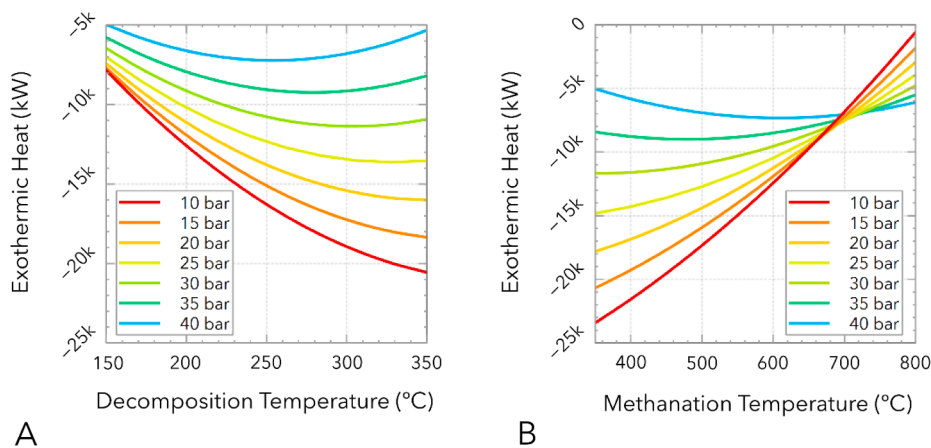 Exothermic Heat (kW)
−5k
−10k
−15k
−20k
−25k
10 bar
15 bar
20 bar
25 bar
30 bar
35 bar
40 bar
150 200 250 300 350
Decomposition Temperature (ºC)
A
Exothermic Heat (kW)
0
−5k
−10k
−15k
−20k
−25k
10 bar
15 bar
20 bar
25 bar
30 bar
35 bar
40 bar
400 500 600 700 800
Methanation Temperature (ºC)
B